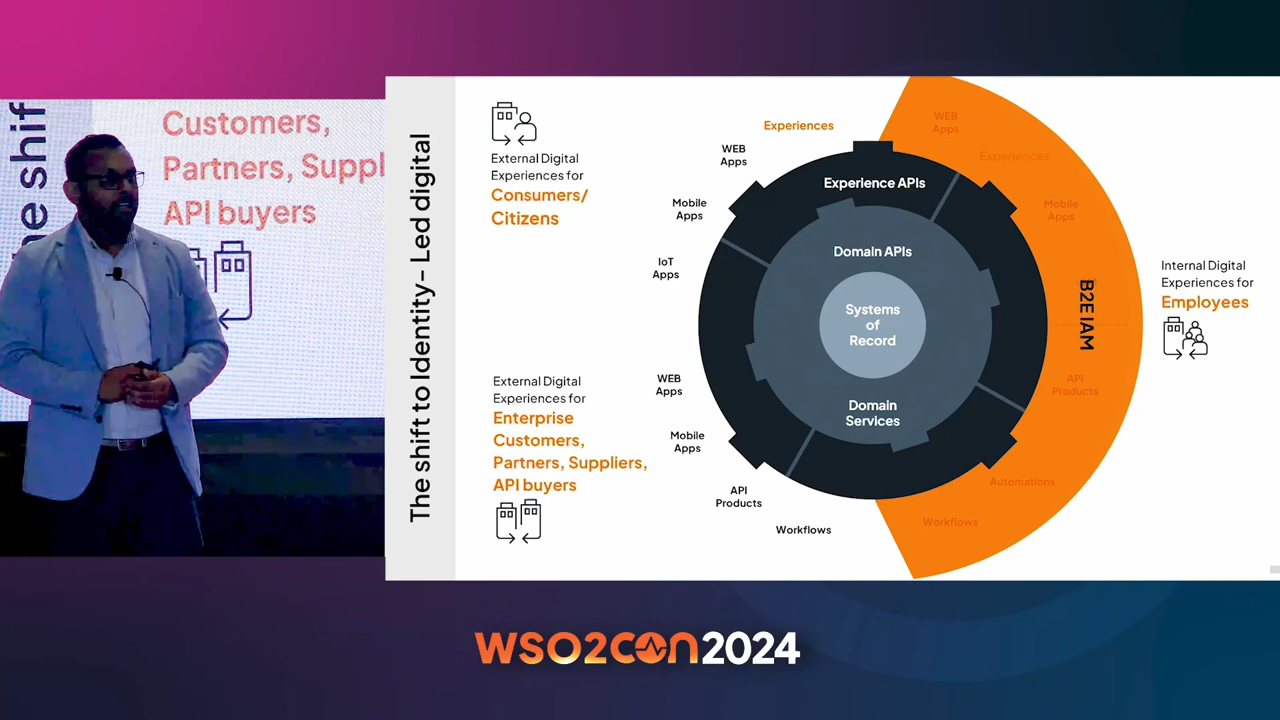 he shif
Customers,
Partners, Suppl
API buyers
The shift to Identity– Led digital
External Digital
Experiences for
Consumers/
Citizens
External Digital
Experiences for
Enterprise
Customers,
Partners, Suppliers,
API buyers
Experiences
WEB
Apps
Mobile
Apps
IoT
Apps
WEB
Apps
Mobile
Apps
API
Products
Workflows
Experience APIs
Domain APIs
Systems
of
Record
Domain
Services
WEB
Apps
Experiences
Mobile
Apps
B2E IAM
API
Products
Automations
Workflows
Internal Digital
Experiences for
Employees
WSO2CON2024